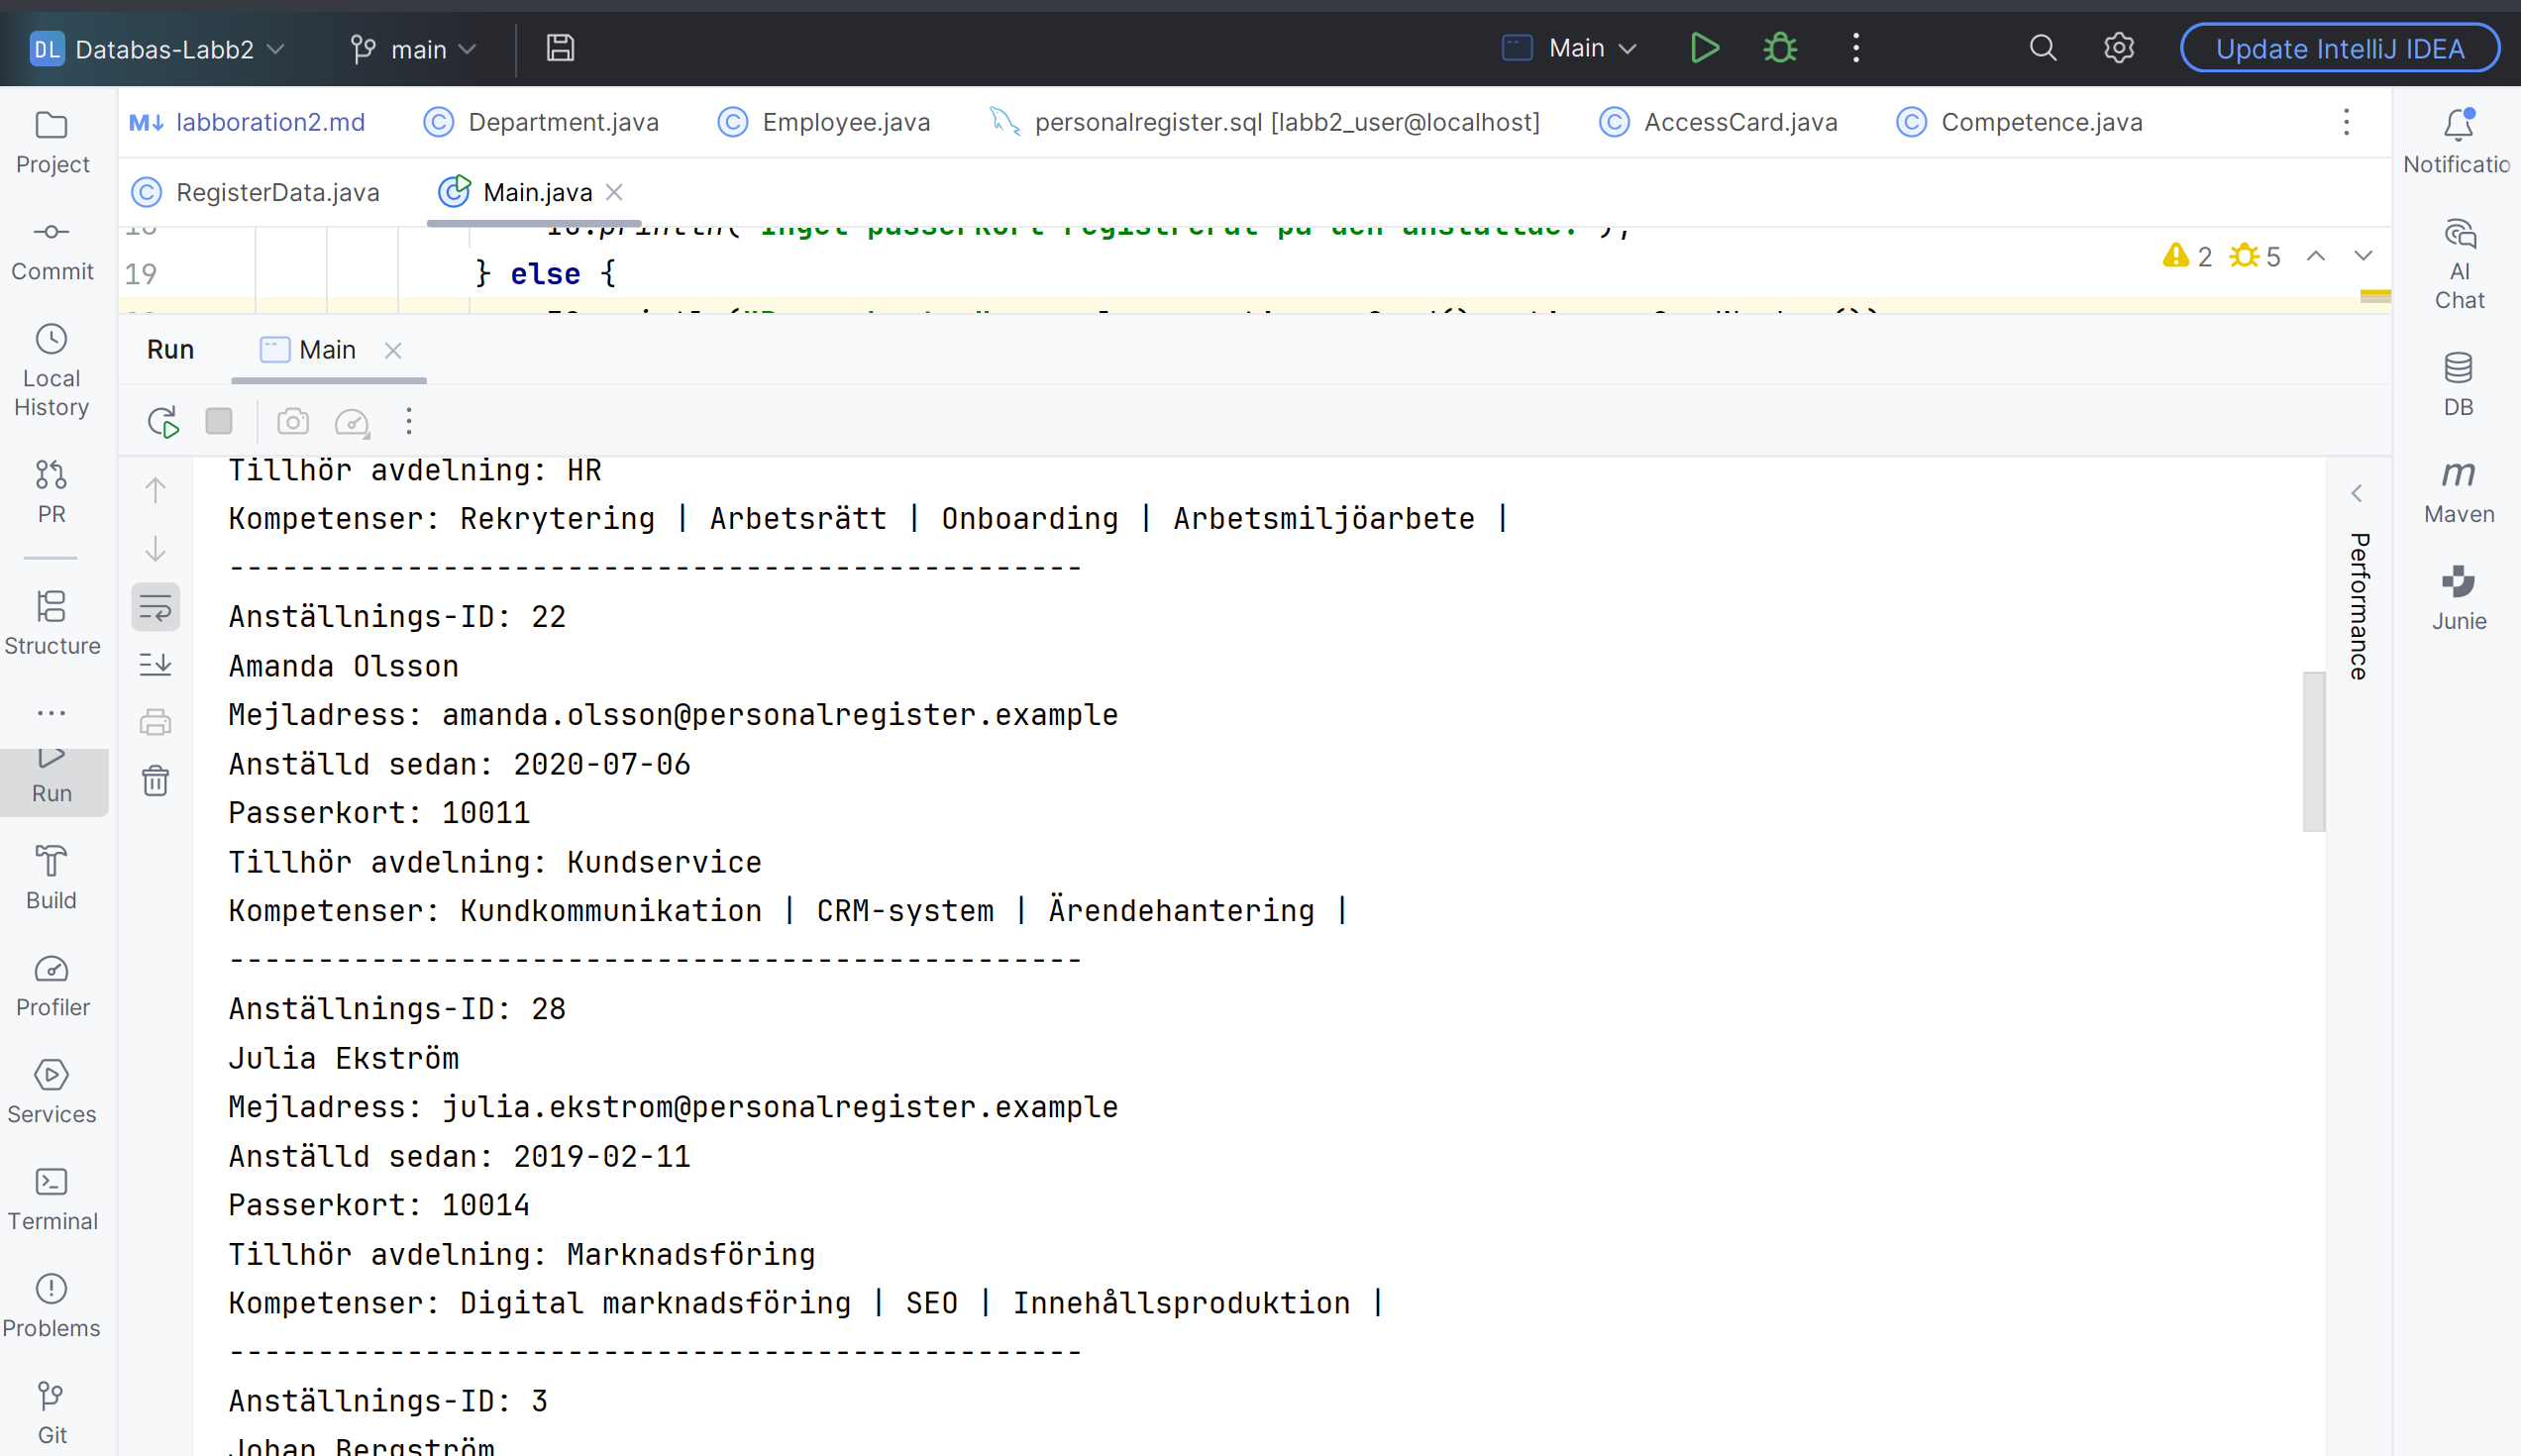 DL Databas-Labb2 main Main Update IntelliJ IDEA
M↓ labboration2.md Department.java Employee.java personalregister.sql [labb2_user@localhost] AccessCard.java Competence.java
RegisterData.java Main.java
19 } else {
2 5
Run Main
Tillhör avdelning: HR
Kompetenser: Rekrytering | Arbetsrätt | Onboarding | Arbetsmiljöarbete |
------------------------------------------------
Anställnings-ID: 22
Amanda Olsson
Mejladress: amanda.olsson@personalregister.example
Anställd sedan: 2020-07-06
Passerkort: 10011
Tillhör avdelning: Kundservice
Kompetenser: Kundkommunikation | CRM-system | Ärendehantering |
------------------------------------------------
Anställnings-ID: 28
Julia Ekström
Mejladress: julia.ekstrom@personalregister.example
Anställd sedan: 2019-02-11
Passerkort: 10014
Tillhör avdelning: Marknadsföring
Kompetenser: Digital marknadsföring | SEO | Innehållsproduktion |
------------------------------------------------
Anställnings-ID: 3
Johan Bergström
Project
Commit
Local
History
PR
Structure
Run
Build
Profiler
Services
Terminal
Problems
Git
Performance
Notificatio
AI
Chat
DB
m
Maven
Junie